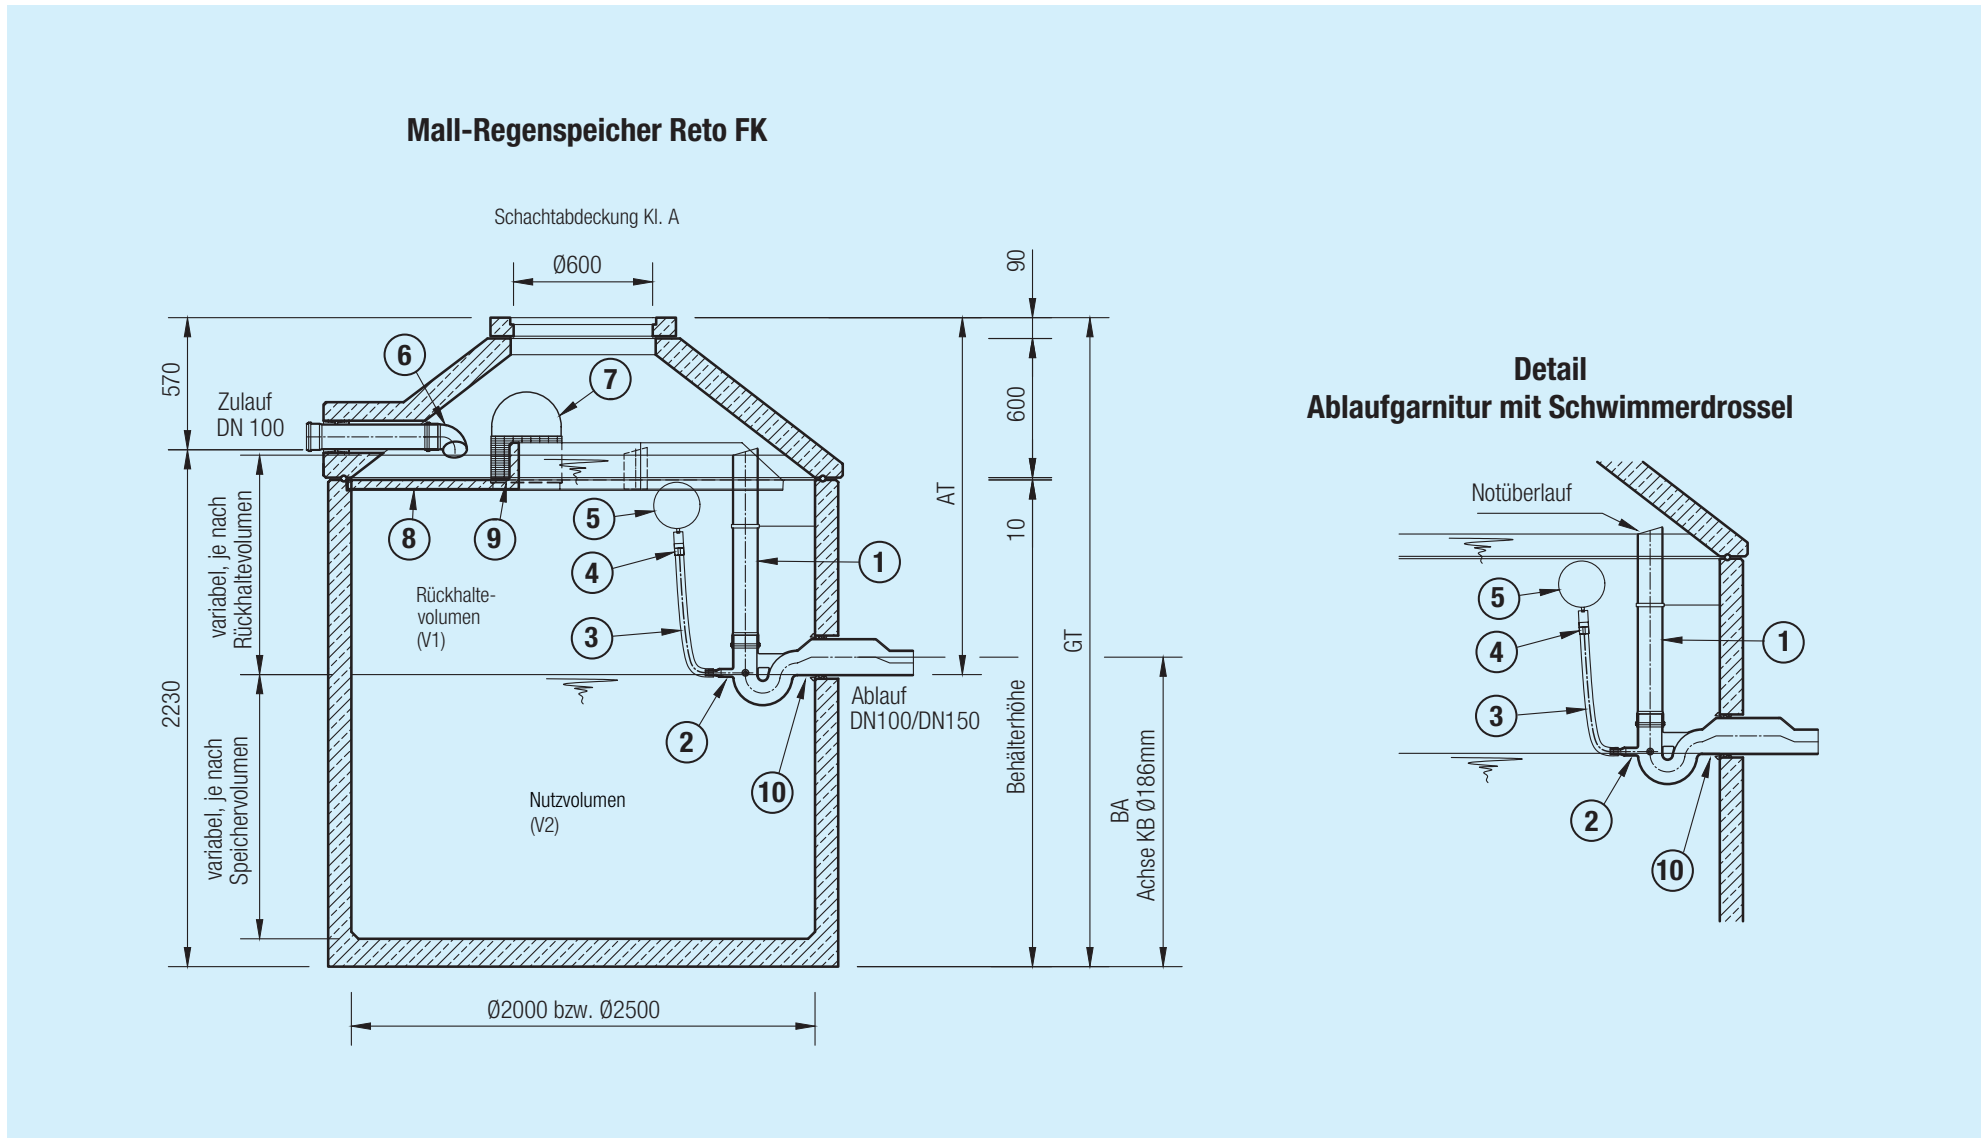 Mall-Regenspeicher Reto FK
Schachtabdeckung Kl. A
Ø600
90
570
6
7
Zulauf
DN 100
600
AT
variabel, je nach
Rückhaltevolumen
8
9
5
4
3
1
10
Rückhalte-
volumen
(V1)
GT
2230
Ablauf
DN100/DN150
2
10
Behälterhöhe
BA
Achse KB Ø186mm
variabel, je nach
Speichervolumen
Nutzvolumen
(V2)
Ø2000 bzw. Ø2500
Detail
Ablaufgarnitur mit Schwimmerdrossel
Notüberlauf
5
4
1
3
2
10